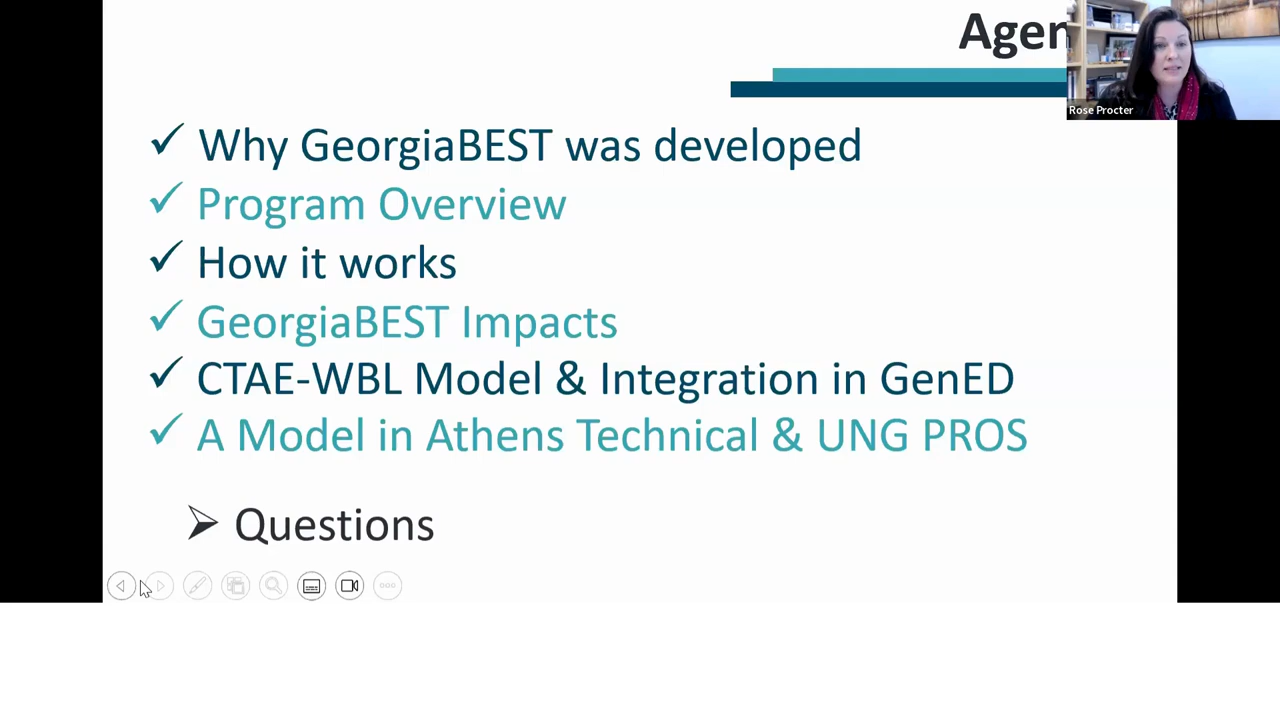 Agen
Rose Procter
Why GeorgiaBEST was developed
Program Overview
How it works
GeorgiaBEST Impacts
CTAE-WBL Model & Integration in GenED
A Model in Athens Technical & UNG PROS
Questions